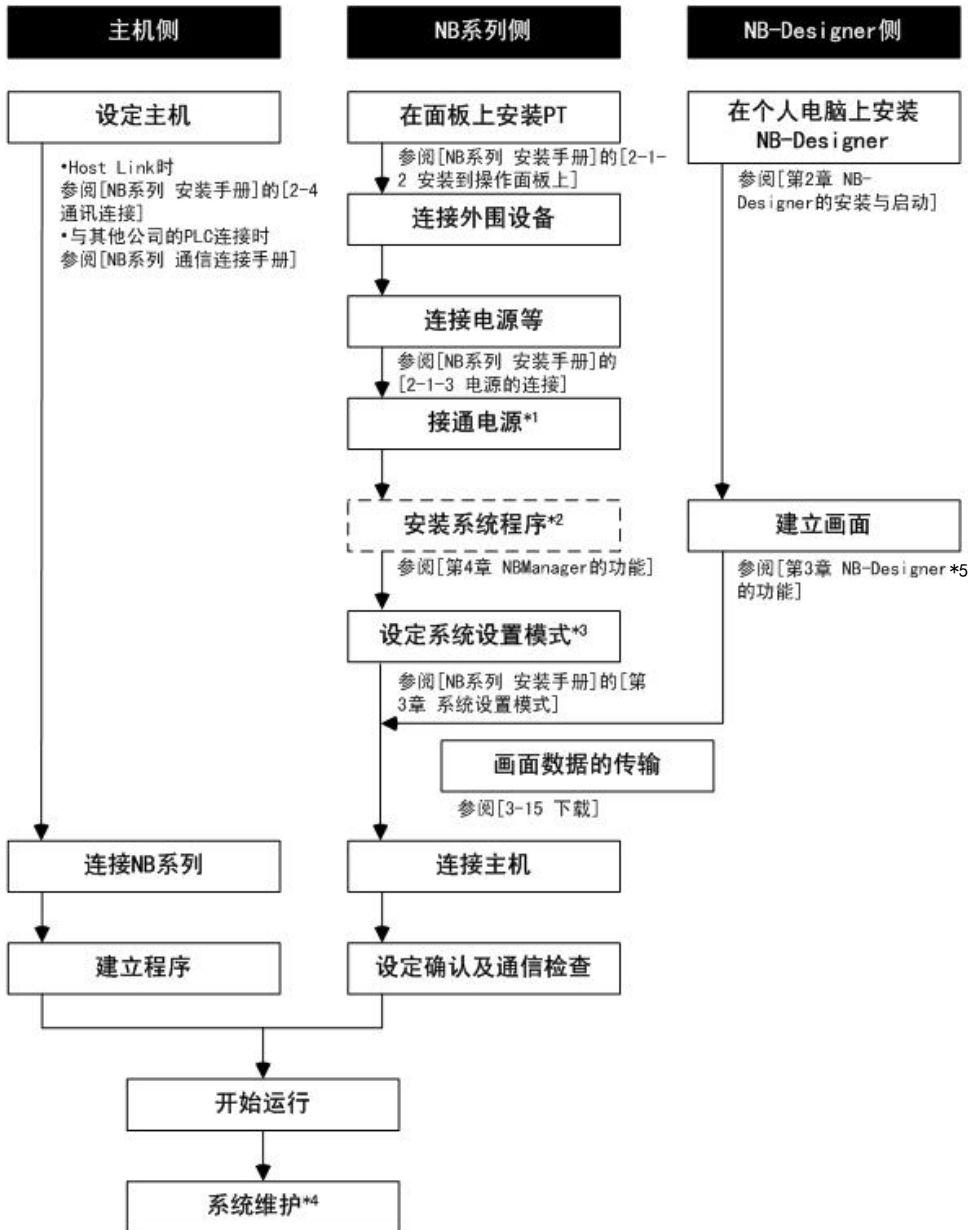 主机侧
NB系列侧
NB-Designer侧
设定主机
•Host Link时
参阅[NB系列 安装手册]的[2-4
通讯连接]
•与其他公司的PLC连接时
参阅[NB系列 通信连接手册]
在面板上安装PT
参阅[NB系列 安装手册]的[2-1-
2 安装到操作面板上]
连接外围设备
连接电源等
参阅[NB系列 安装手册]的
[2-1-3 电源的连接]
接通电源*1
安装系统程序*2
参阅[第4章 NBManager的功能]
设定系统设置模式*3
参阅[NB系列 安装手册]的[第
3章 系统设置模式]
在个人电脑上安装
NB-Designer
参阅[第2章 NB-
Designer的安装与启动]
建立画面
参阅[第3章 NB-Designer*5
的功能]
画面数据的传输
参阅[3-15 下载]
连接NB系列
连接主机
建立程序
设定确认及通信检查
开始运行
系统维护*4